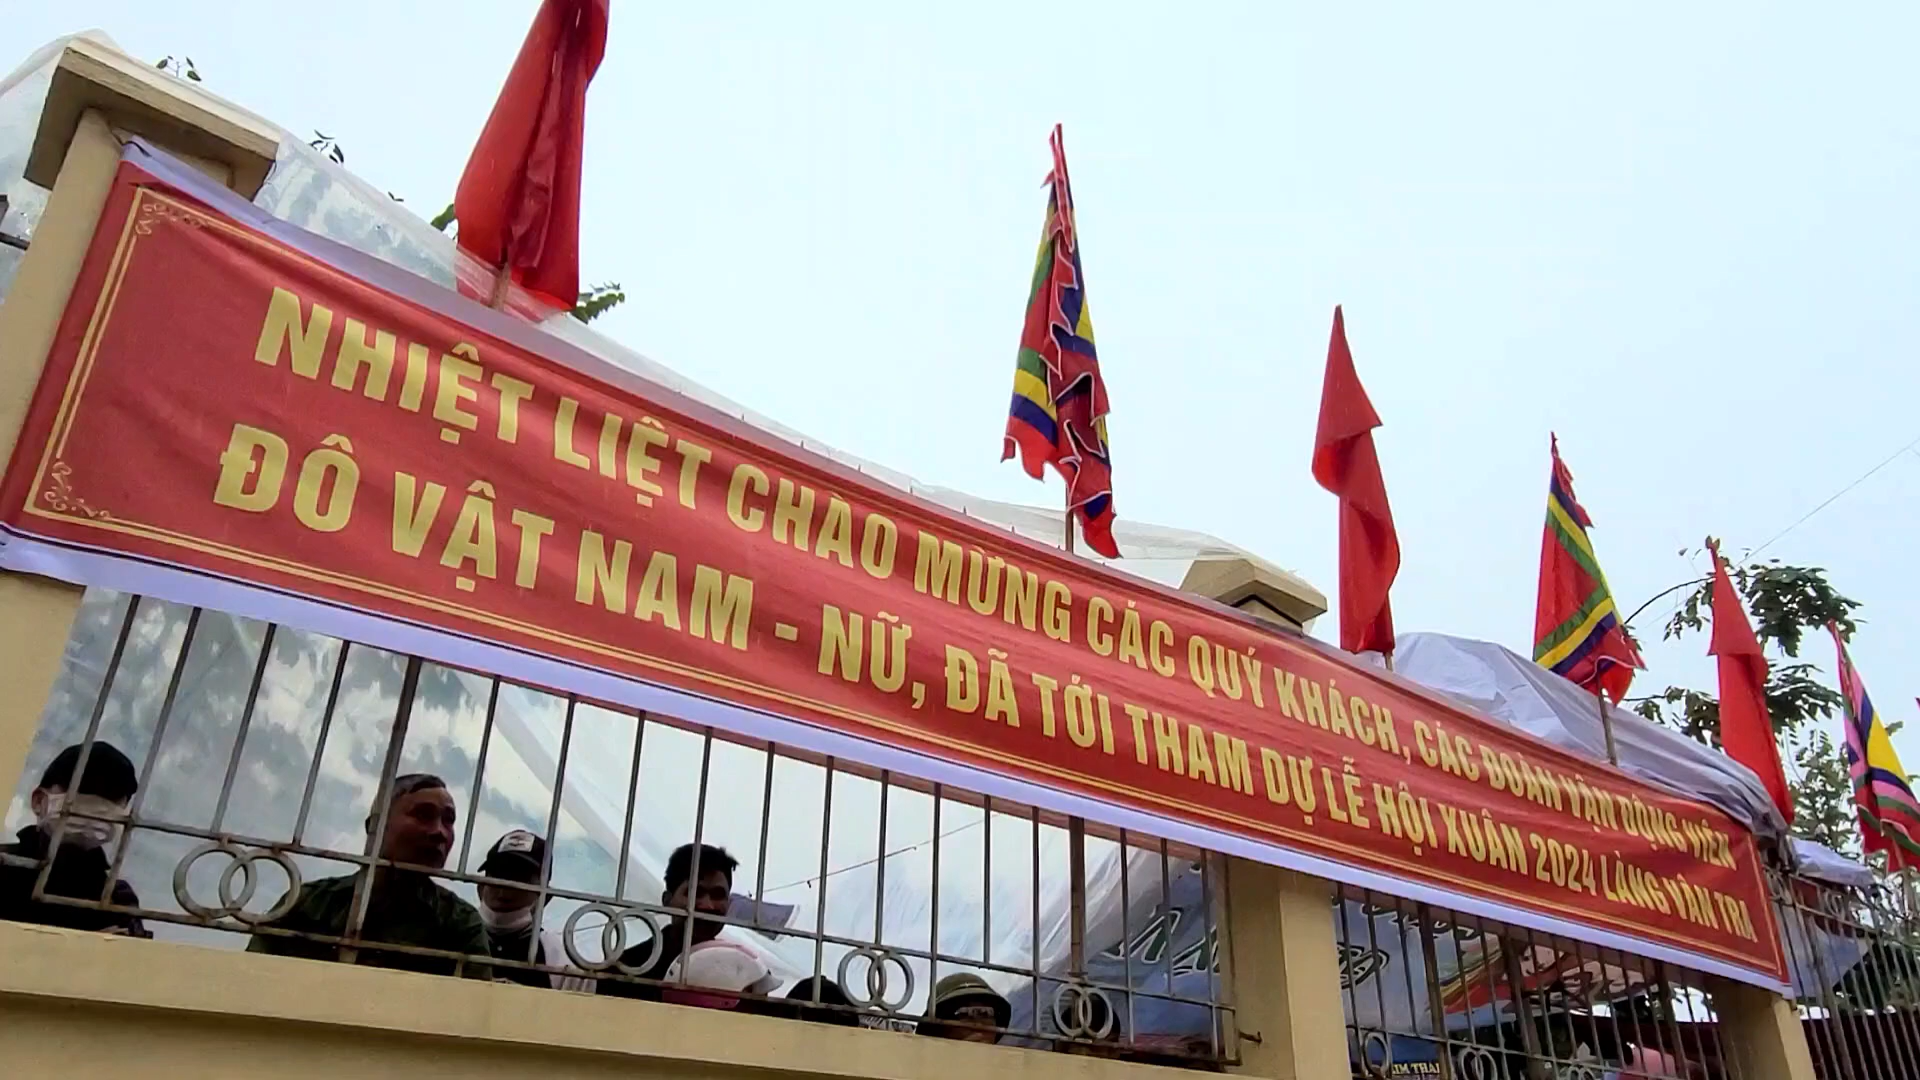 NHIỆT LIỆT CHÀO MỪNG CÁC QUÝ KHÁCH, CÁC ĐOÀN VẬN ĐỘNG VIÊN
ĐÔ VẬT NAM - NỮ, ĐÃ TỚI THAM DỰ LỄ HỘI XUÂN 2024 LÀNG VÂN TRA